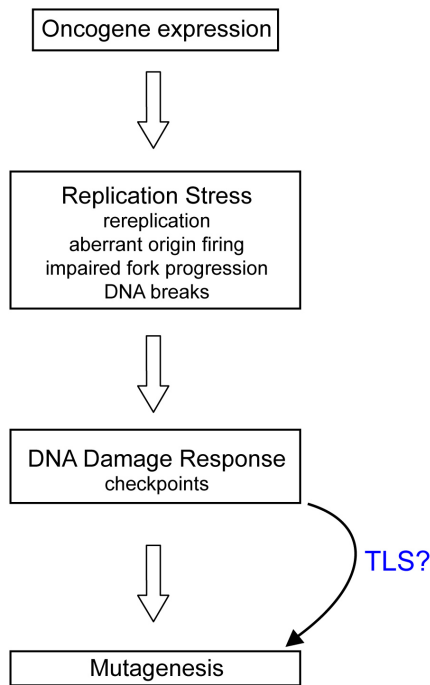 Oncogene expression
Replication Stress
rereplication
aberrant origin firing
impaired fork progression
DNA breaks
DNA Damage Response
checkpoints
TLS?
Mutagenesis